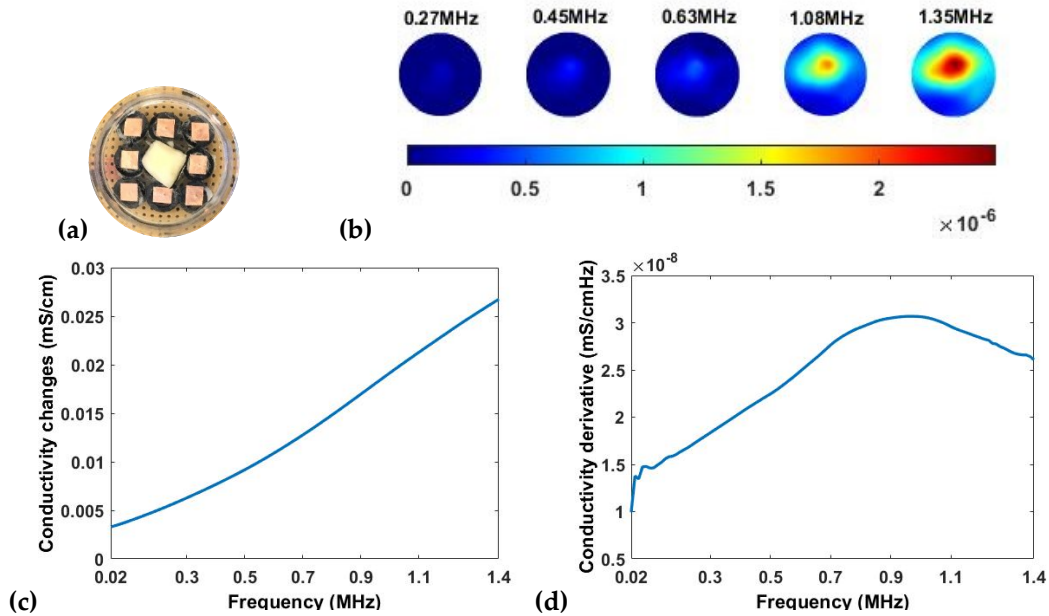 0.27MHz 0.45MHz 0.63MHz 1.08MHz 1.35MHz
0 0.5 1 1.5 2
×10⁻⁶
(a)
(b)
Conductivity changes (mS/cm)
0.03
0.025
0.02
0.015
0.01
0.005
0
0.02 0.3 0.5 0.7 0.9 1.1 1.4
Frequency (MHz)
(c)
×10⁻⁸
Conductivity derivative (mS/cmHz)
3.5
3
2.5
2
1.5
1
0.5
0.02 0.3 0.5 0.7 0.9 1.1 1.4
Frequency (MHz)
(d)